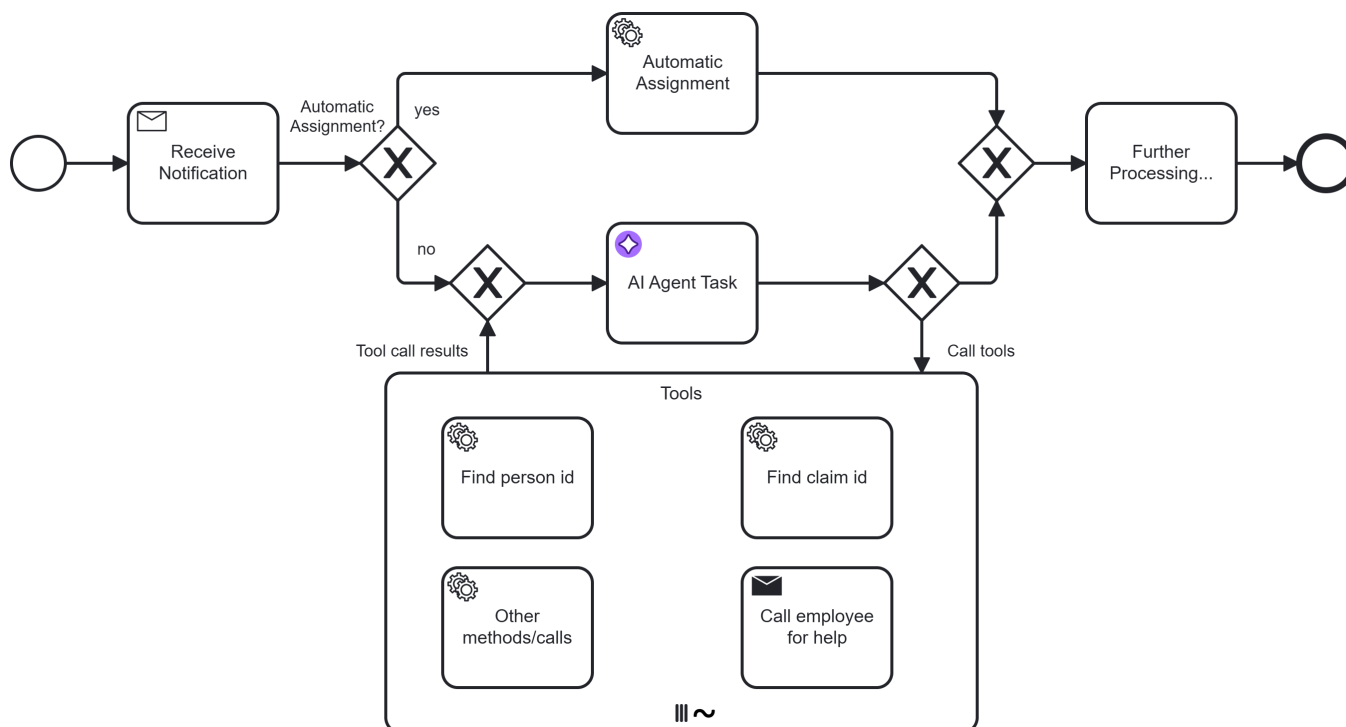 Automatic
Assignment
Automatic
Assignment?
yes
Receive
Notification
Further
Processing...
no
AI Agent Task
Tool call results
Call tools
Tools
Find person id
Find claim id
Other
methods/calls
Call employee
for help